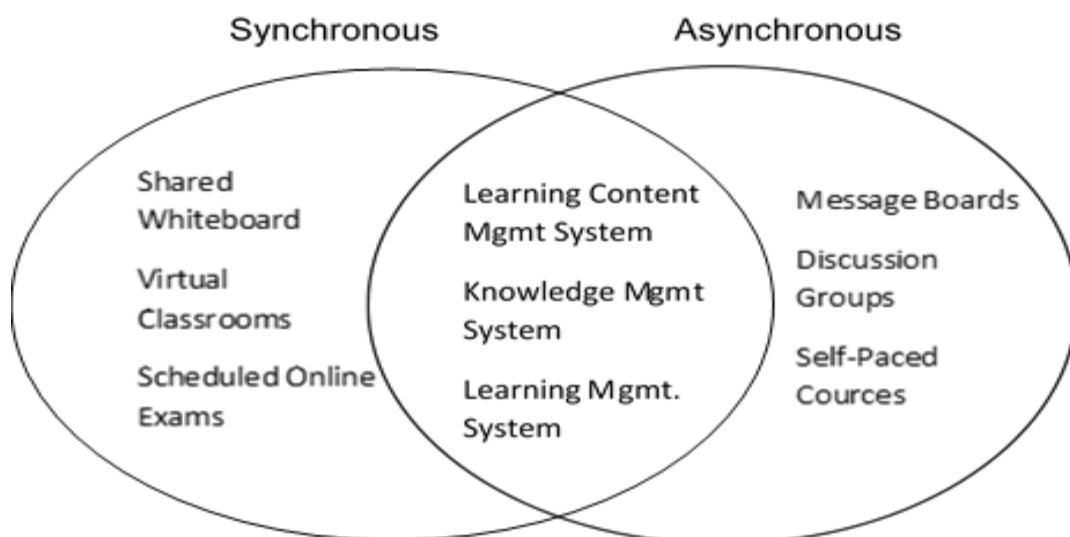 Synchronous
Asynchronous
Shared
Whiteboard
Virtual
Classrooms
Scheduled Online
Exams
Learning Content
Mgmt System
Knowledge Mgmt
System
Learning Mgmt.
System
Message Boards
Discussion
Groups
Self-Paced
Cources